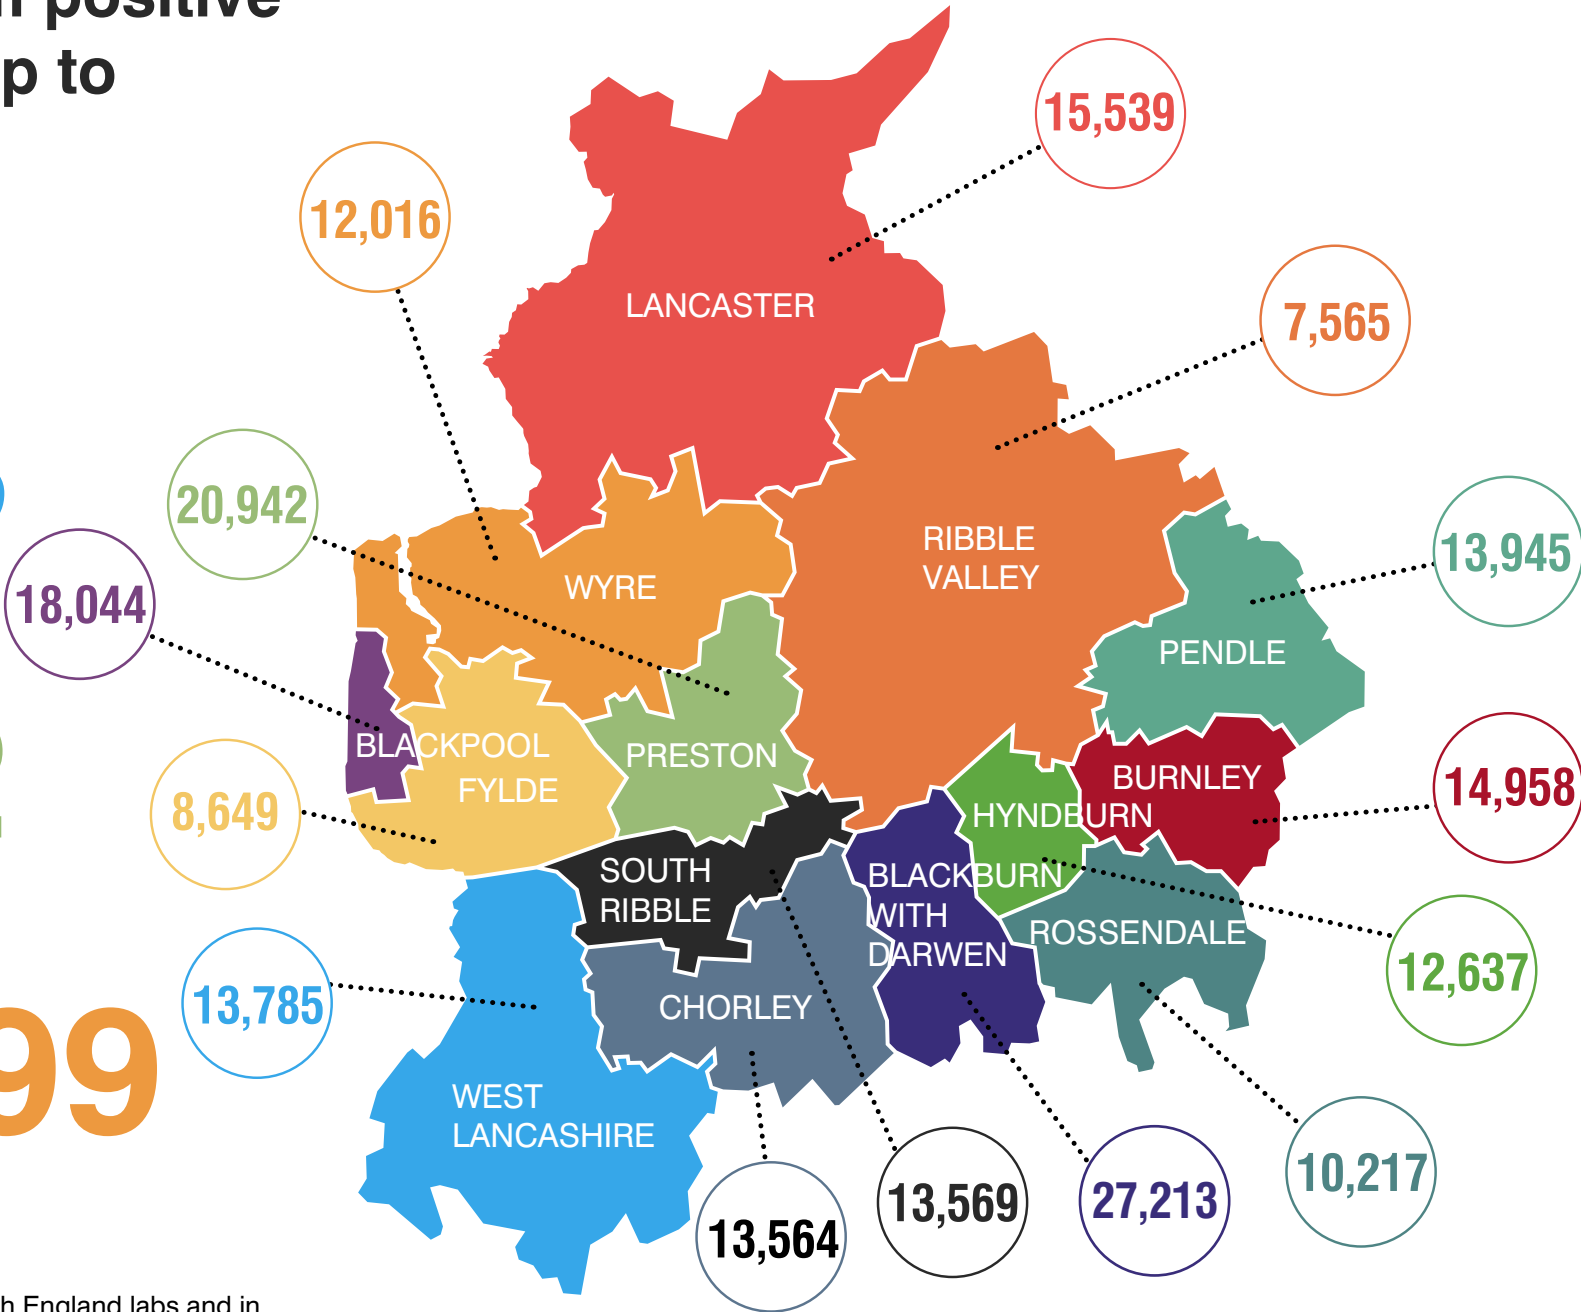 positive
p to
15,539
12,016
LANCASTER
7,565
20,942
RIBBLE
VALLEY
13,945
WYRE
18,044
PENDLE
BLACKPOOL
PRESTON
BURNLEY
FYLDE
14,958
8,649
HYNDBURN
SOUTH
RIBBLE
BLACKBURN
WITH
DARWEN
ROSSENDALE
12,637
13,785
CHORLEY
99
WEST
LANCASHIRE
13,564
13,569
27,213
10,217
h England labs and in